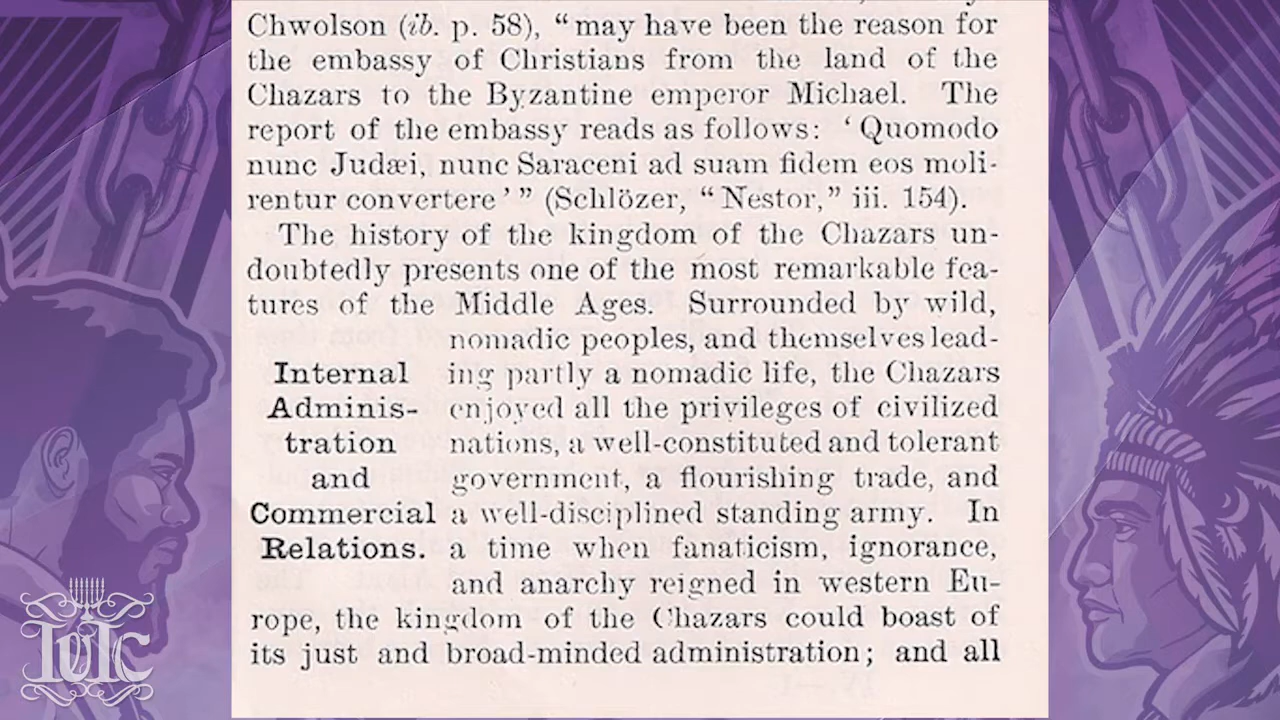 Chwolson (ib. p. 58), “may have been the reason for
the embassy of Christians from the land of the
Chazars to the Byzantine emperor Michael. The
report of the embassy reads as follows: ‘Quomodo
nunc Judæi, nunc Saraceni ad suam fidem eos moli-
rentur convertere’” (Schlözer, “Nestor,” iii. 154).
The history of the kingdom of the Chazars un-
doubtedly presents one of the most remarkable fea-
tures of the Middle Ages. Surrounded by wild,
nomadic peoples, and themselves lead-
Internal ing partly a nomadic life, the Chazars
Adminis- enjoyed all the privileges of civilized
tration nations, a well-constituted and tolerant
and government, a flourishing trade, and
Commercial a well-disciplined standing army. In
Relations. a time when fanaticism, ignorance,
and anarchy reigned in western Eu-
rope, the kingdom of the Chazars could boast of
its just and broad-minded administration; and all
IUIC